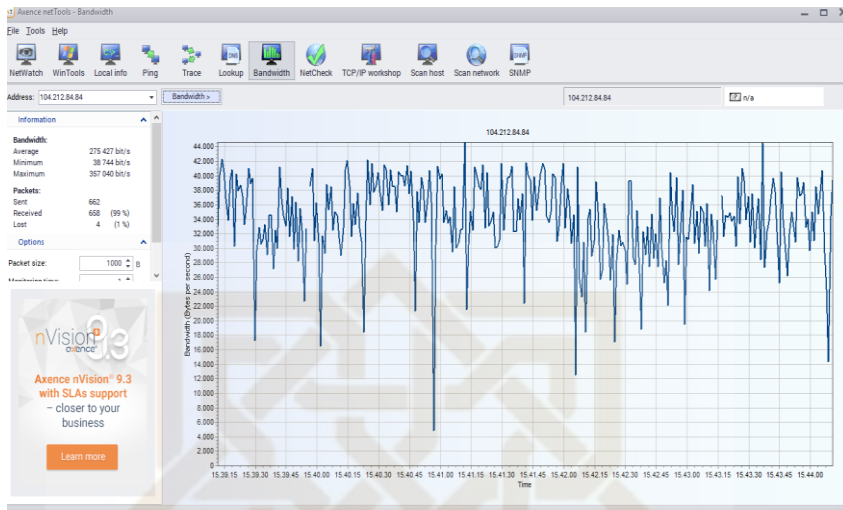 Axence netTools - Bandwidth
File Tools Help
NetWatch WinTools Local info Ping Trace Lookup Bandwidth NetCheck TCP/IP workshop Scan host Scan network SNMP
Address: 104.212.84.84 Bandwidth > 104.212.84.84 n/a
Information
Bandwidth:
Average 275 427 bit/s
Minimum 38 744 bit/s
Maximum 357 040 bit/s
Packets:
Sent 662
Received 658 (99 %)
Lost 4 (1 %)
Options
Packet size: 1000 B
nVision 9.3
axence
Axence nVision® 9.3
with SLAs support
– closer to your
business
Learn more
104.212.84.84
Bandwidth (Bytes per second)
44.000
42.000
40.000
38.000
36.000
34.000
32.000
30.000
28.000
26.000
24.000
22.000
20.000
18.000
16.000
14.000
12.000
10.000
8.000
6.000
4.000
2.000
0
15.39.15 15.39.30 15.39.45 15.40.00 15.40.15 15.40.30 15.40.45 15.41.00 15.41.15 15.41.30 15.41.45 15.42.00 15.42.15 15.42.30 15.42.45 15.43.00 15.43.15 15.43.30 15.43.45 15.44.00
Time